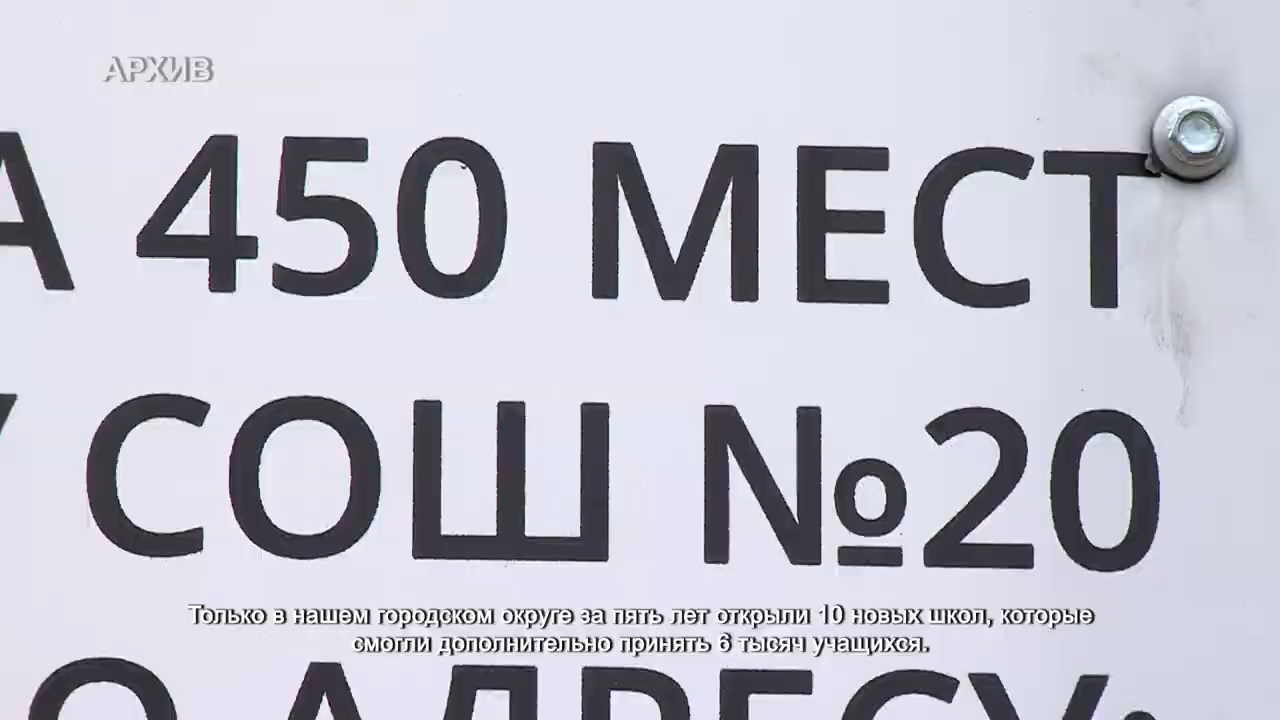 АРХИВ
А 450 МЕСТ
СОШ №20
Только в нашем городском округе за пять лет открыли 10 новых школ, которые
смогли дополнительно принять 6 тысяч учащихся.
О АДРЕСУ: